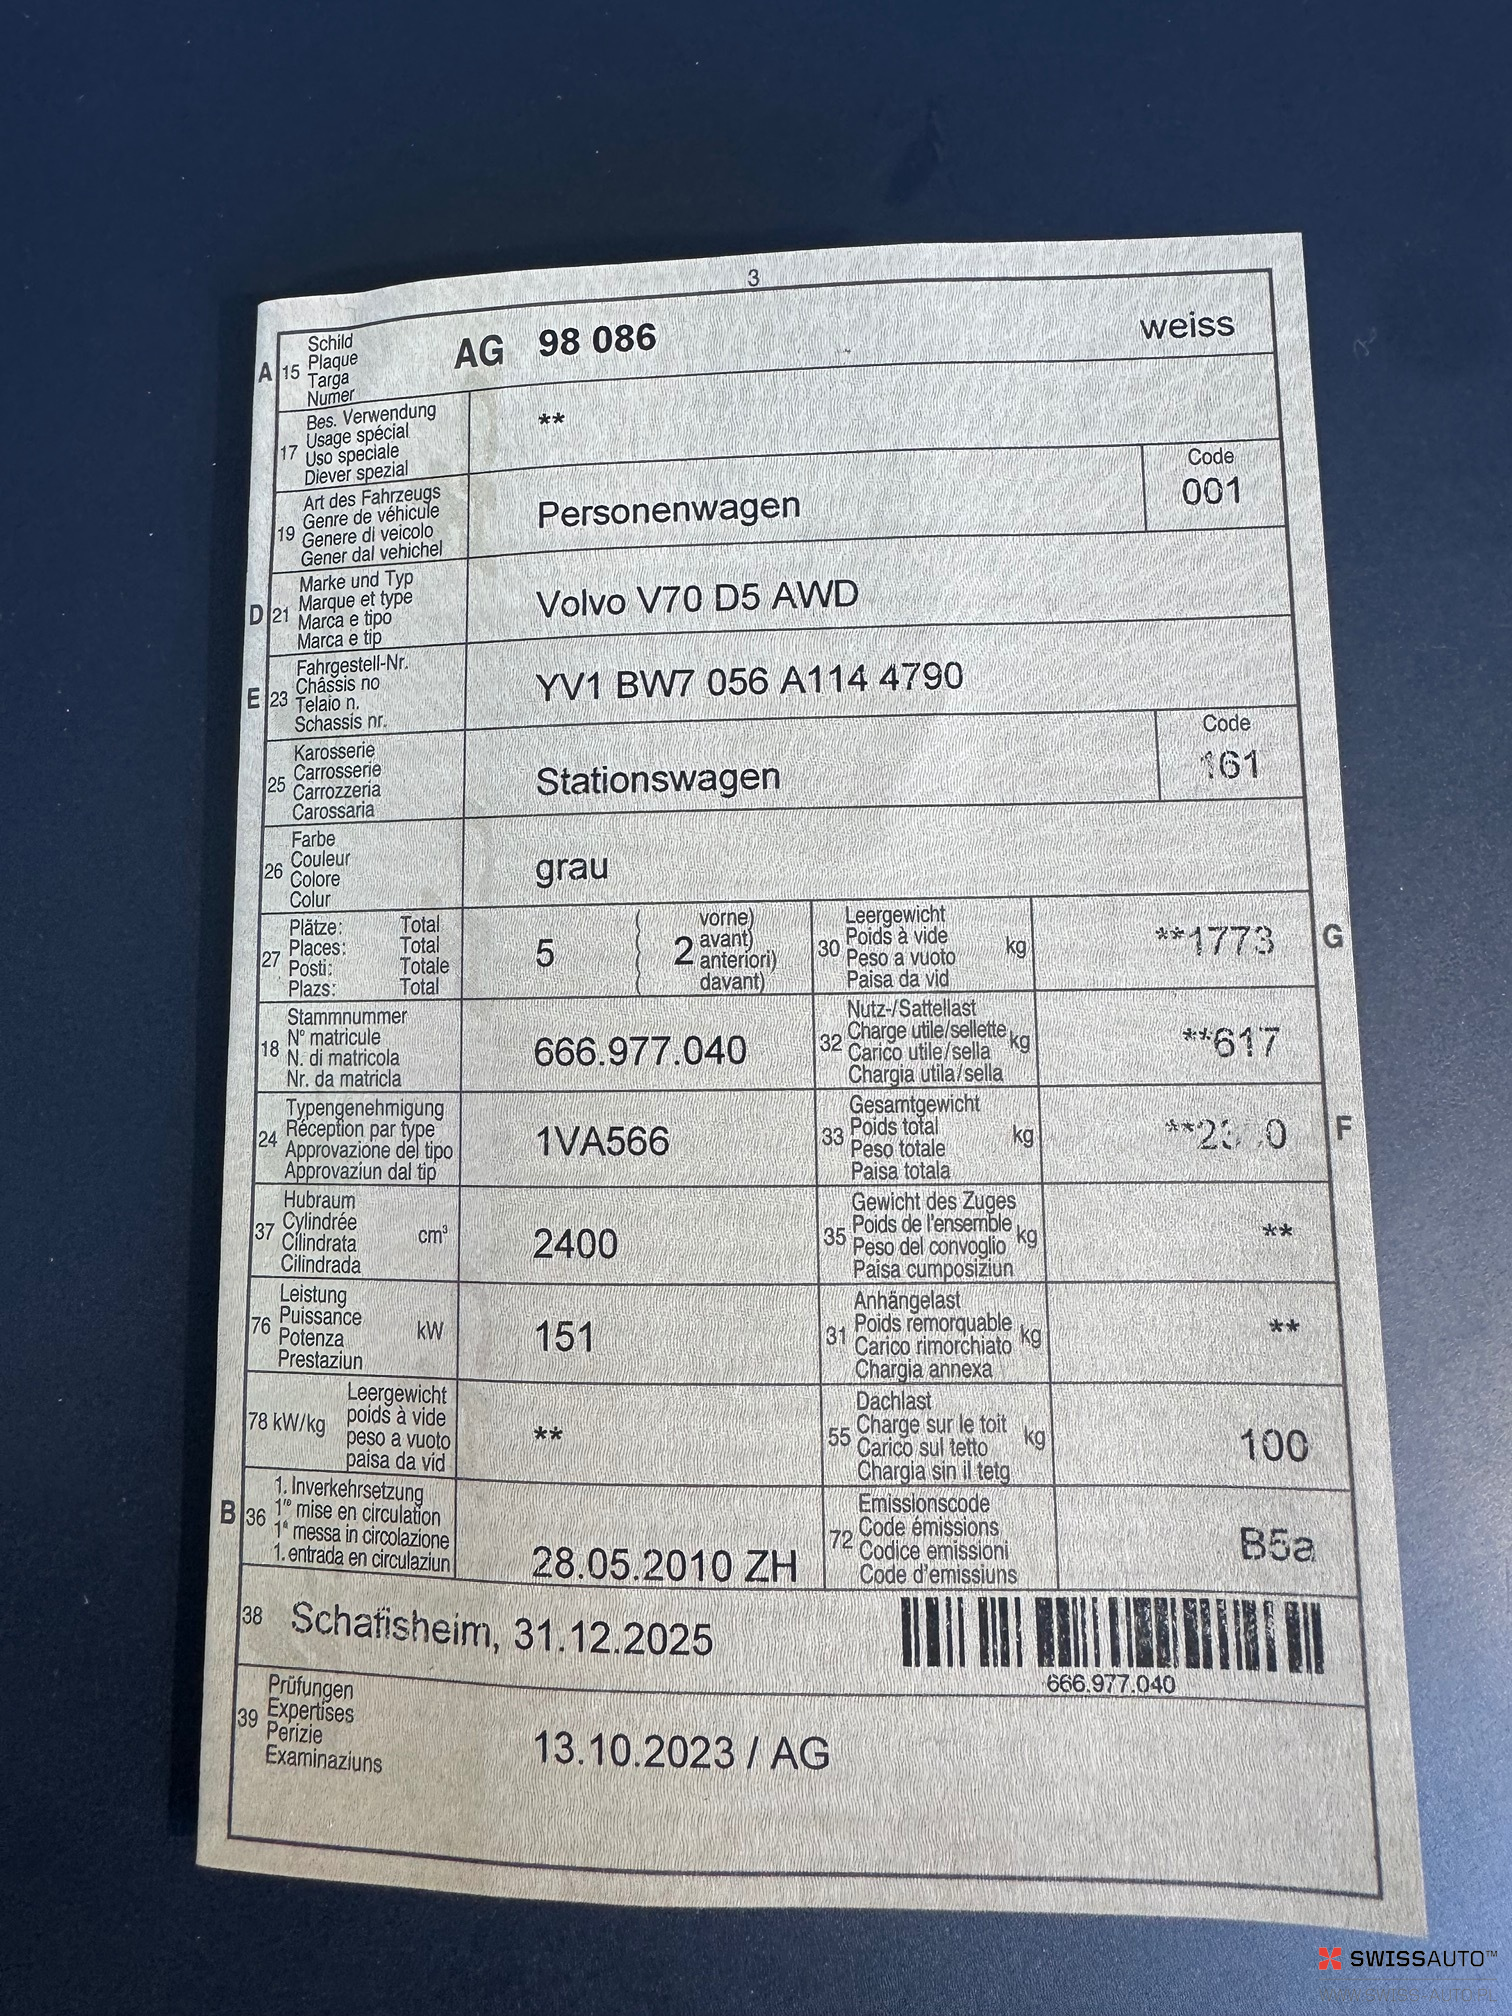 3
A 15 Schild Plaque Targa Numer AG 98 086 weiss
17 Bes. Verwendung Usage spécial Uso speciale Diever spezial **
19 Art des Fahrzeugs Genre de véhicule Genere di veicolo Gener dal vehichel Personenwagen Code 001
D 21 Marke und Typ Marque et type Marca e tipo Marca e tip Volvo V70 D5 AWD
E 23 Fahrgestell-Nr. Châssis no Telaio n. Schassis nr. YV1 BW7 056 A114 4790
25 Karosserie Carrosserie Carrozzeria Carossaria Stationswagen Code 161
26 Farbe Couleur Colore Colur grau
27 Plätze: Total Places: Total Posti: Totale Plazs: Total 5 ( 2 vorne) avant) anteriori) davant)
30 Leergewicht Poids à vide Peso a vuoto Paisa da vid kg **1773 G
18 Stammnummer N° matricule N. di matricola Nr. da matricla 666.977.040
32 Nutz-/Sattellast Charge utile/sellette Carico utile/sella Chargia utila/sella kg **617
24 Typengenehmigung Réception par type Approvazione del tipo Approvaziun dal tip 1VA566
33 Gesamtgewicht Poids total Peso totale Paisa totala kg F
37 Hubraum Cylindrée Cilindrata Cilindrada cm³ 2400
35 Gewicht des Zuges Poids de l'ensemble Peso del convoglio Paisa cumposiziun kg **
76 Leistung Puissance Potenza Prestaziun kW 151
31 Anhängelast Poids remorquable Carico rimorchiato Chargia annexa kg **
78 kW/kg Leergewicht poids à vide peso a vuoto paisa da vid **
55 Dachlast Charge sur le toit Carico sul tetto Chargia sin il tetg kg 100
B 36 1. Inverkehrsetzung 1re mise en circulation 1a messa in circolazione 1. entrada en circulaziun 28.05.2010 ZH
72 Emissionscode Code émissions Codice emissioni Code d'emissiuns B5a
38 Schafisheim, 31.12.2025
666.977.040
39 Prüfungen Expertises Perizie Examinaziuns 13.10.2023 / AG
SWISSAUTO™